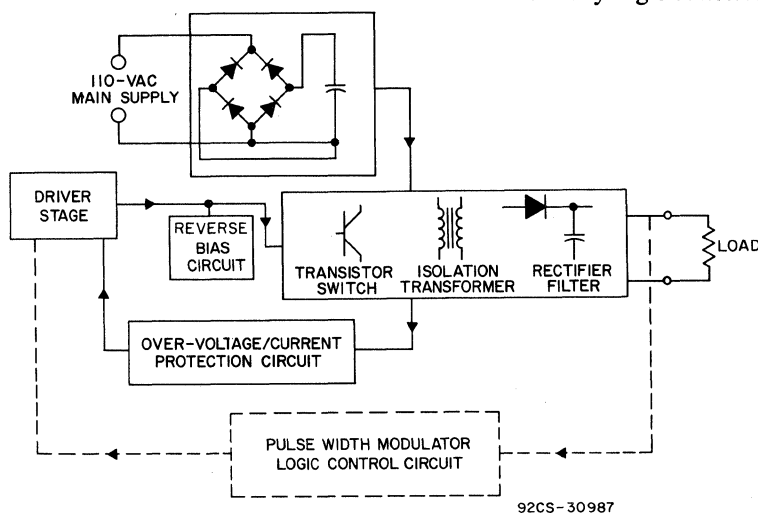 110-VAC
MAIN SUPPLY
DRIVER
STAGE
REVERSE
BIAS
CIRCUIT
TRANSISTOR
SWITCH
ISOLATION
TRANSFORMER
RECTIFIER
FILTER
LOAD
OVER-VOLTAGE/CURRENT
PROTECTION CIRCUIT
PULSE WIDTH MODULATOR
LOGIC CONTROL CIRCUIT
92CS-30987